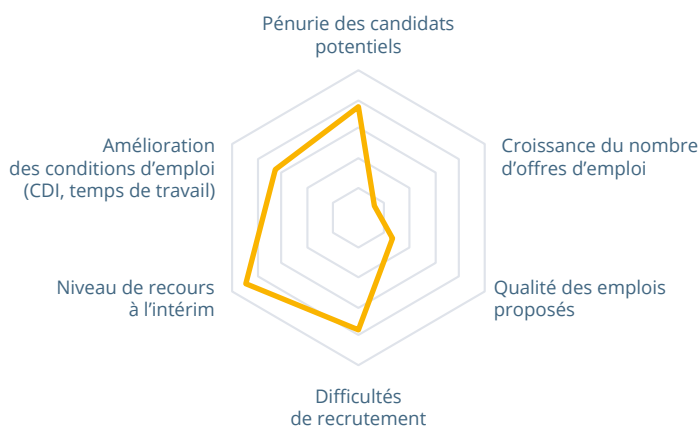 Pénurie des candidats
potentiels
Amélioration
des conditions d’emploi
(CDI, temps de travail)
Croissance du nombre
d’offres d’emploi
Niveau de recours
à l’intérim
Qualité des emplois
proposés
Difficultés
de recrutement